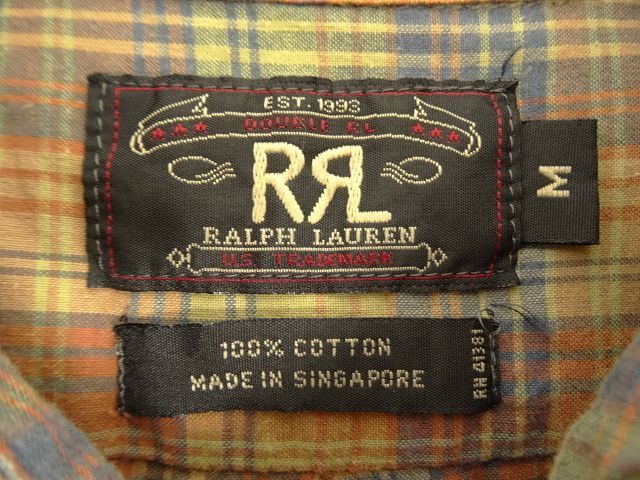 EST. 1993
DOUBLE RL
RRL
RALPH LAUREN
U.S. TRADEMARK
M
100% COTTON
MADE IN SINGAPORE
RN 41381